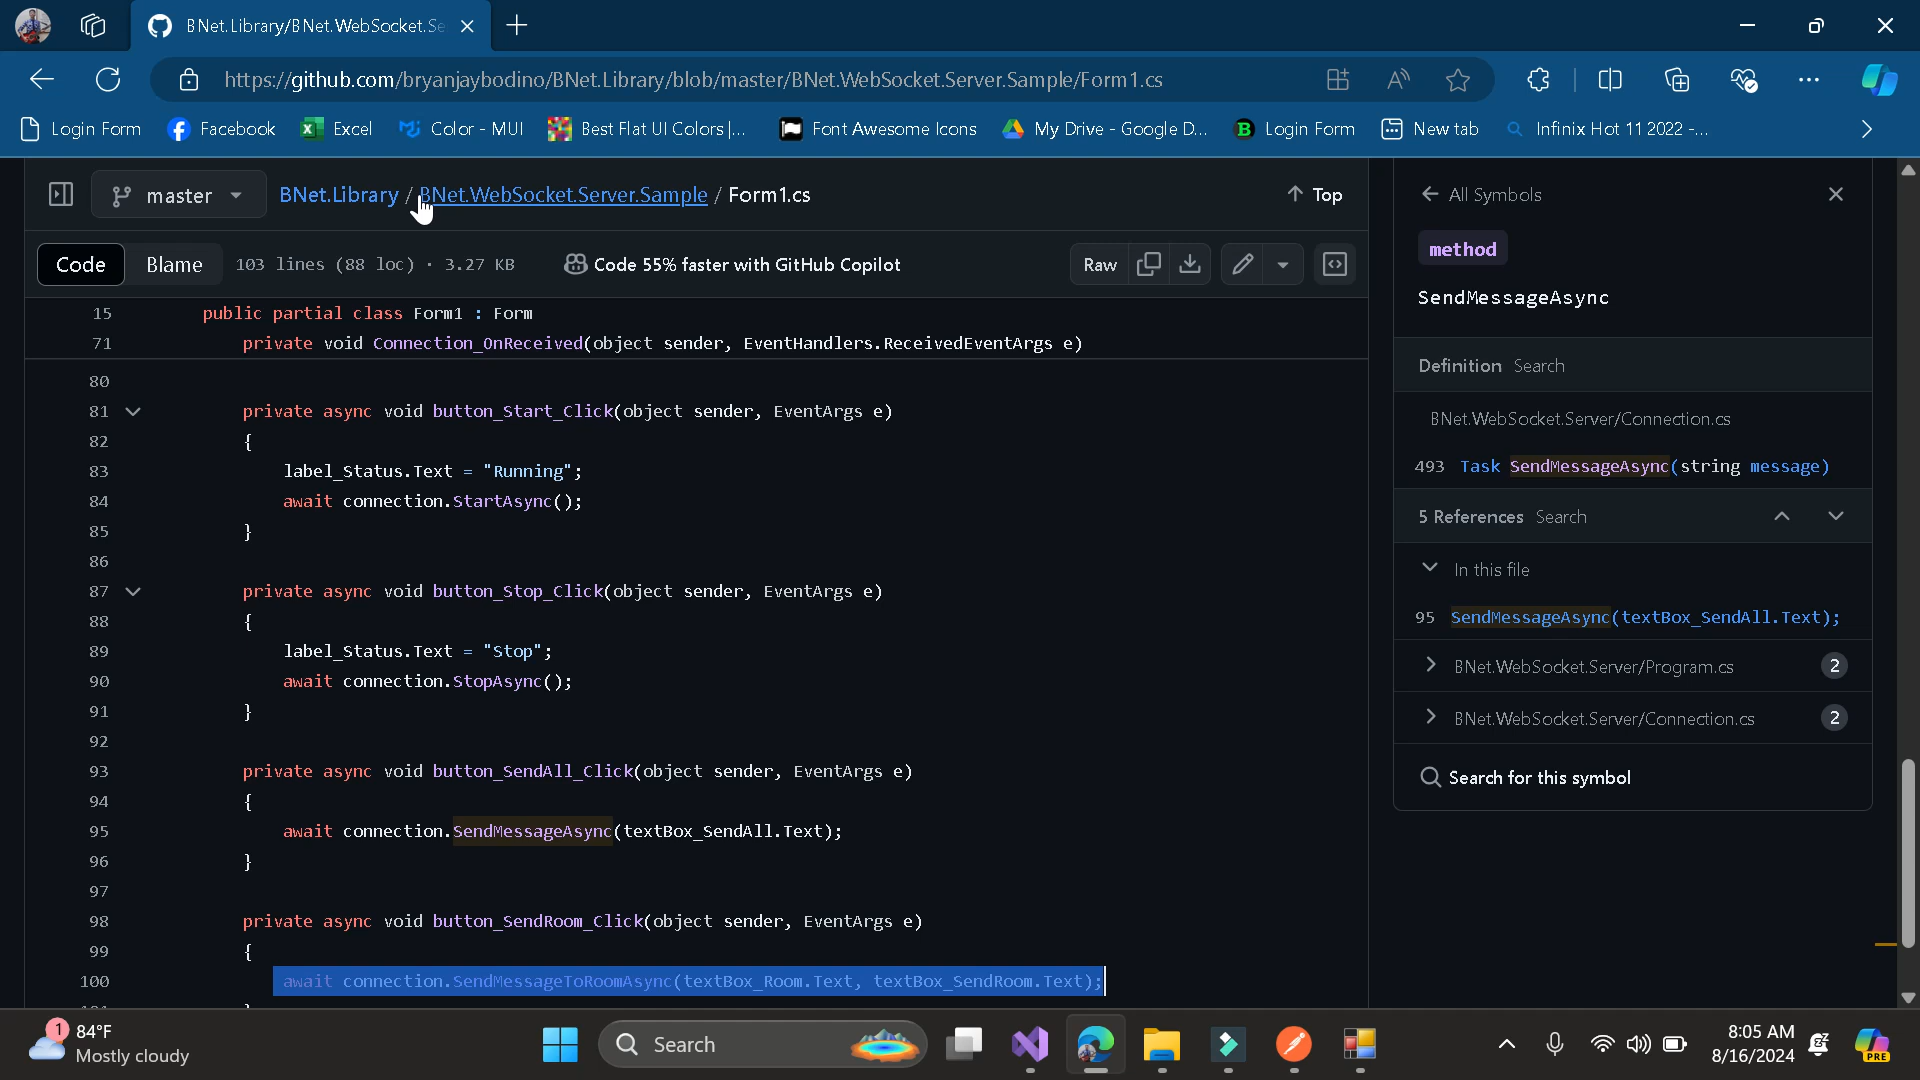 BNet.Library/BNet.WebSocket.Se
https://github.com/bryanjaybodino/BNet.Library/blob/master/BNet.WebSocket.Server.Sample/Form1.cs
Login Form
Facebook
Excel
Color - MUI
Best Flat UI Colors |...
Font Awesome Icons
My Drive - Google D...
Login Form
New tab
Infinix Hot 11 2022 -...
master
BNet.Library / BNet.WebSocket.Server.Sample / Form1.cs
Top
Code
Blame
103 lines (88 loc) · 3.27 KB
Code 55% faster with GitHub Copilot
Raw
15 public partial class Form1 : Form
71 private void Connection_OnReceived(object sender, EventHandlers.ReceivedEventArgs e)
80
81 private async void button_Start_Click(object sender, EventArgs e)
82 {
83 label_Status.Text = "Running";
84 await connection.StartAsync();
85 }
86
87 private async void button_Stop_Click(object sender, EventArgs e)
88 {
89 label_Status.Text = "Stop";
90 await connection.StopAsync();
91 }
92
93 private async void button_SendAll_Click(object sender, EventArgs e)
94 {
95 await connection.SendMessageAsync(textBox_SendAll.Text);
96 }
97
98 private async void button_SendRoom_Click(object sender, EventArgs e)
99 {
100 await connection.SendMessageToRoomAsync(textBox_Room.Text, textBox_SendRoom.Text);
All Symbols
method
SendMessageAsync
Definition Search
BNet.WebSocket.Server/Connection.cs
493 Task SendMessageAsync(string message)
5 References Search
In this file
95 SendMessageAsync(textBox_SendAll.Text);
BNet.WebSocket.Server/Program.cs 2
BNet.WebSocket.Server/Connection.cs 2
Search for this symbol
1
84°F
Mostly cloudy
Search
8:05 AM
8/16/2024
PRE